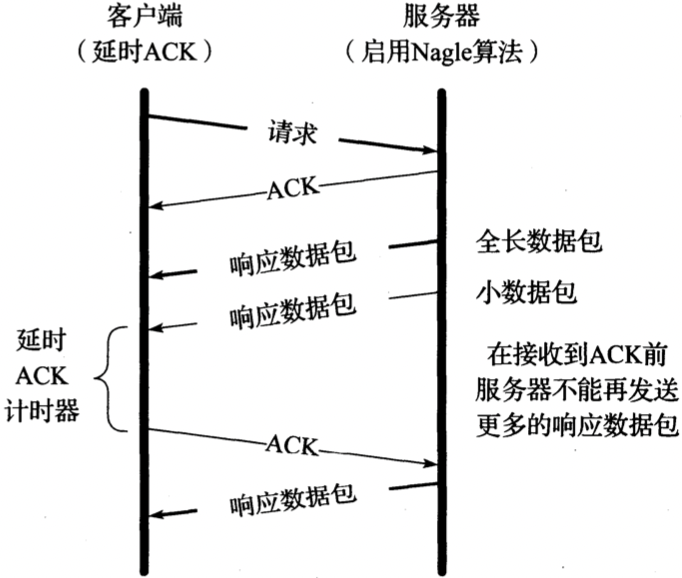 客户端
（延时ACK）
服务器
（启用Nagle算法）
请求
ACK
响应数据包
全长数据包
响应数据包
小数据包
延时
ACK
计时器
在接收到ACK前
服务器不能再发送
更多的响应数据包
ACK
响应数据包